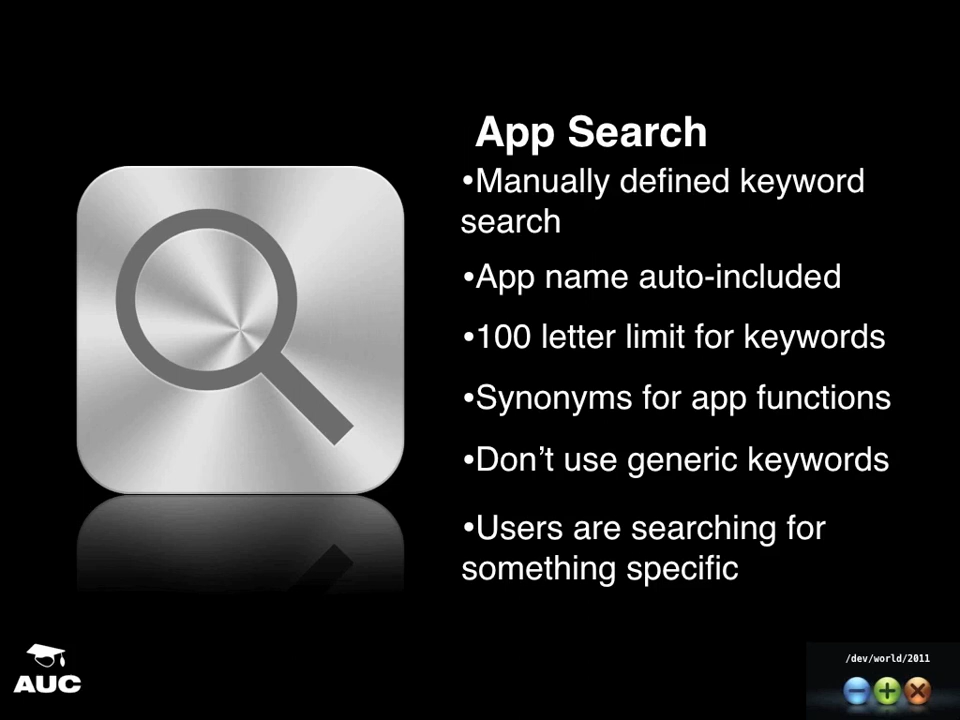 App Search
•Manually defined keyword
search
•App name auto-included
•100 letter limit for keywords
•Synonyms for app functions
•Don’t use generic keywords
•Users are searching for
something specific
AUC
/dev/world/2011